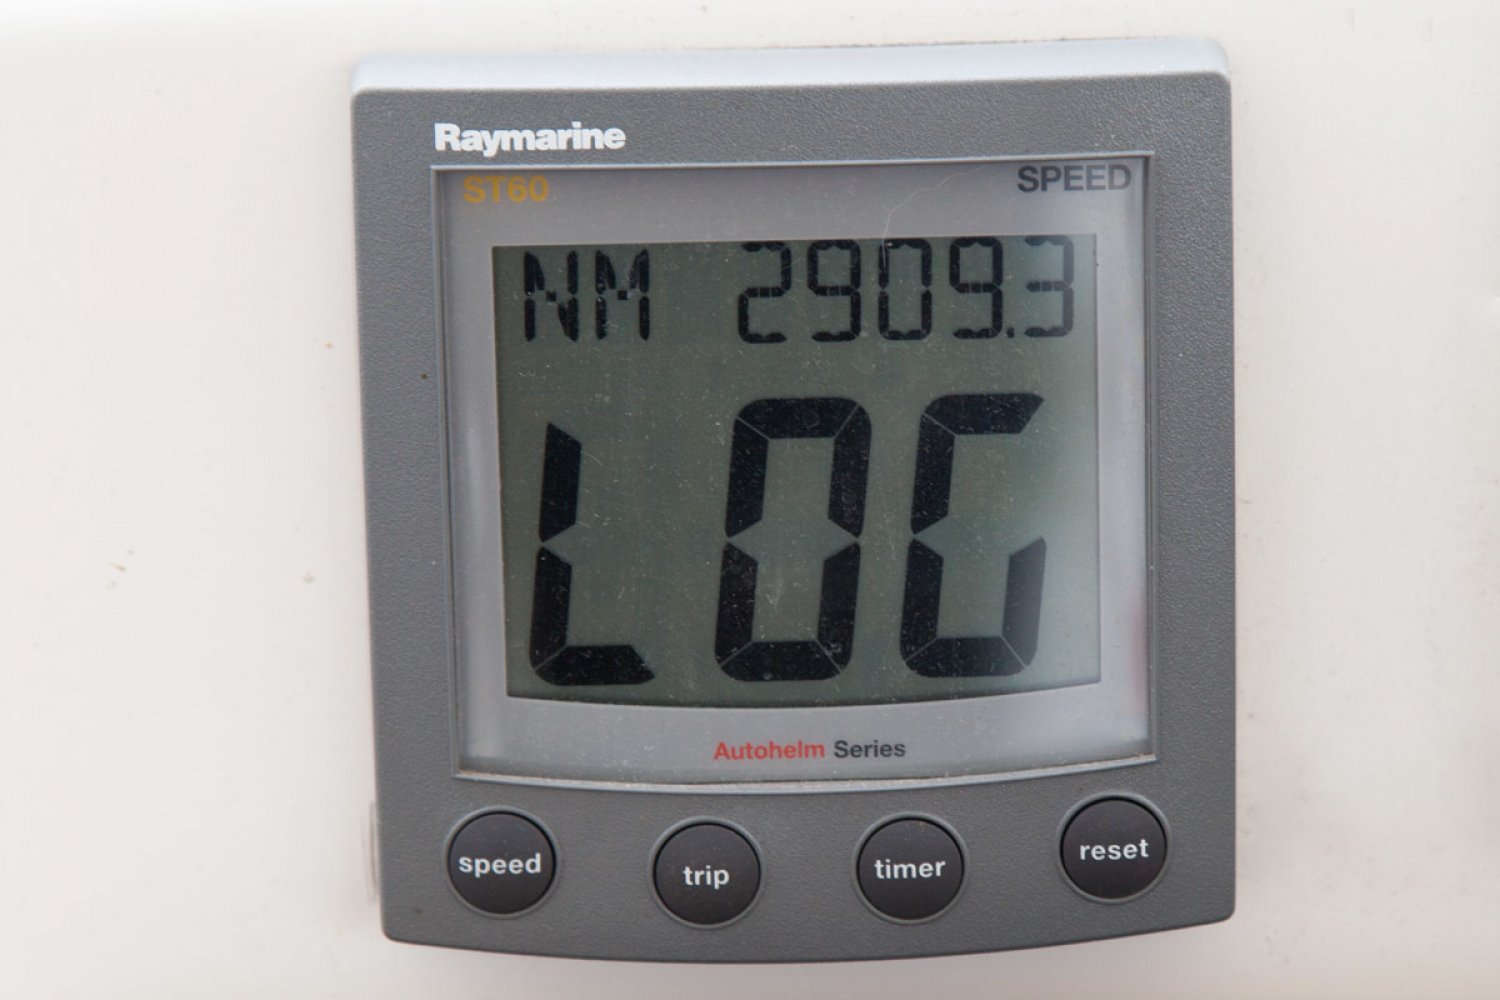 Raymarine
ST60 SPEED
NM 2909.3
LOG
Autohelm Series
speed trip timer reset